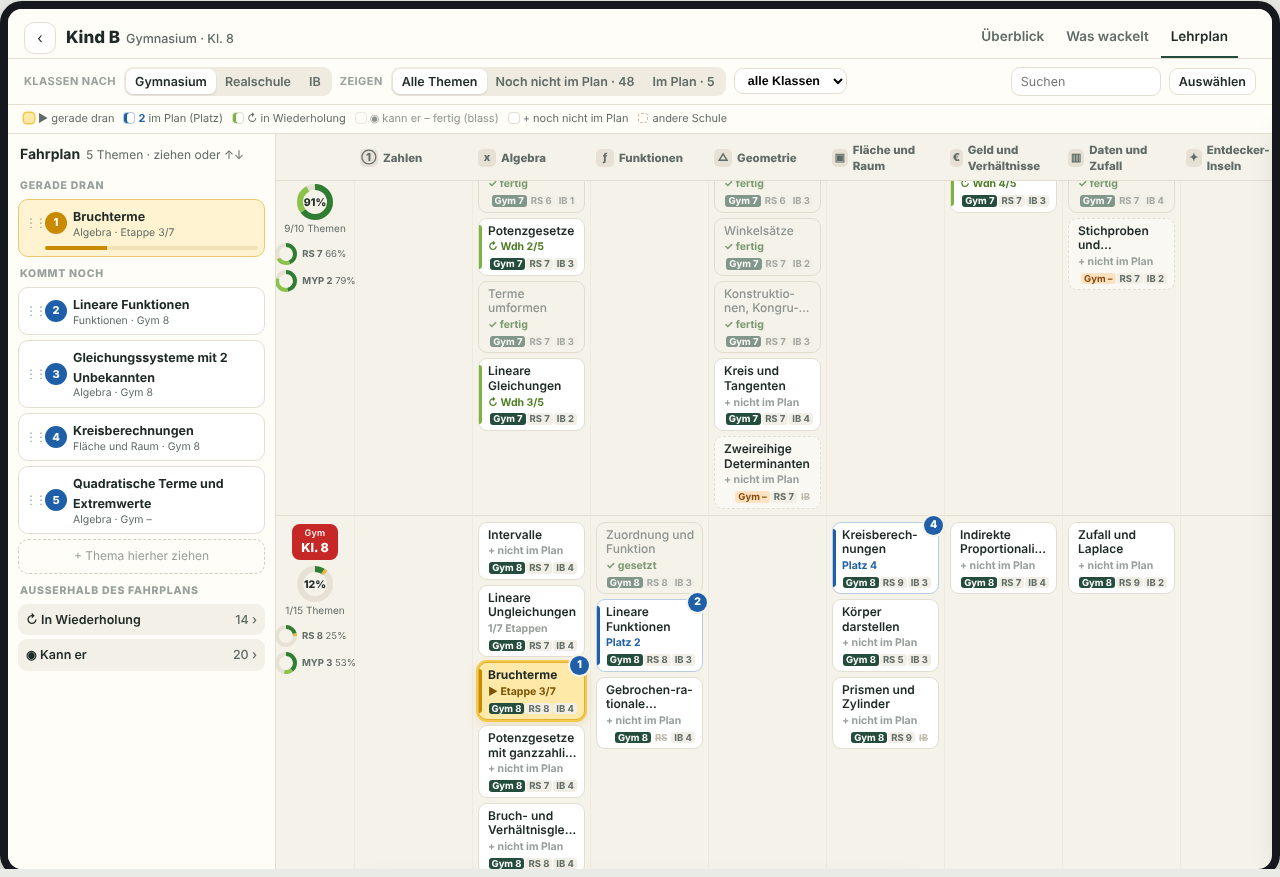 ‹ Kind B Gymnasium · Kl. 8
Überblick Was wackelt Lehrplan
KLASSEN NACH Gymnasium Realschule IB ZEIGEN Alle Themen Noch nicht im Plan · 48 Im Plan · 5 alle Klassen Suchen Auswählen
▶ gerade dran 2 im Plan (Platz) ↻ in Wiederholung ◉ kann er – fertig (blass) + noch nicht im Plan andere Schule
Fahrplan 5 Themen · ziehen oder ↑↓
GERADE DRAN
1 Bruchterme
Algebra · Etappe 3/7
KOMMT NOCH
2 Lineare Funktionen
Funktionen · Gym 8
3 Gleichungssysteme mit 2
Unbekannten
Algebra · Gym 8
4 Kreisberechnungen
Fläche und Raum · Gym 8
5 Quadratische Terme und
Extremwerte
Algebra · Gym –
+ Thema hierher ziehen
AUSSERHALB DES FAHRPLANS
↻ In Wiederholung 14 ›
◉ Kann er 20 ›
1 Zahlen
x Algebra
ƒ Funktionen
△ Geometrie
▣ Fläche und
Raum
€ Geld und
Verhältnisse
▥ Daten und
Zufall
✦ Entdecker-
Inseln
91%
9/10 Themen
RS 7 66%
MYP 2 79%
✓ fertig
Gym 7 RS 6 IB 1
Potenzgesetze
↻ Wdh 2/5
Gym 7 RS 7 IB 3
Terme
umformen
✓ fertig
Gym 7 RS 7 IB 3
Lineare
Gleichungen
↻ Wdh 3/5
Gym 7 RS 7 IB 2
✓ fertig
Gym 7 RS 7 IB 3
Winkelsätze
✓ fertig
Gym 7 RS 7 IB 2
Konstruktio-
nen, Kongru-...
✓ fertig
Gym 7 RS 7 IB 3
Kreis und
Tangenten
+ nicht im Plan
Gym 7 RS 7 IB 4
Zweireihige
Determinanten
+ nicht im Plan
Gym – RS 7 IB
↻ Wdh 4/5
Gym 7 RS 7 IB 3
✓ fertig
Gym 7 RS 7 IB 4
Stichproben
und...
+ nicht im Plan
Gym – RS 7 IB 2
Gym
Kl. 8
12%
1/15 Themen
RS 8 25%
MYP 3 53%
Intervalle
+ nicht im Plan
Gym 8 RS 7 IB 4
Lineare
Ungleichungen
1/7 Etappen
Gym 8 RS 7 IB 4
1
Bruchterme
▶ Etappe 3/7
Gym 8 RS 8 IB 4
Potenzgesetze
mit ganzzahli...
+ nicht im Plan
Gym 8 RS 7 IB 4
Bruch- und
Verhältnisgle...
+ nicht im Plan
Gym 8 RS 8 IB 4
Zuordnung und
Funktion
✓ gesetzt
Gym 8 RS 8 IB 3
2
Lineare
Funktionen
Platz 2
Gym 8 RS 8 IB 3
Gebrochen-ra-
tionale...
+ nicht im Plan
Gym 8 RS IB 4
4
Kreisberech-
nungen
Platz 4
Gym 8 RS 9 IB 3
Körper
darstellen
+ nicht im Plan
Gym 8 RS 5 IB 3
Prismen und
Zylinder
+ nicht im Plan
Gym 8 RS 9 IB
Indirekte
Proportionali...
+ nicht im Plan
Gym 8 RS 7 IB 4
Zufall und
Laplace
+ nicht im Plan
Gym 8 RS 9 IB 2